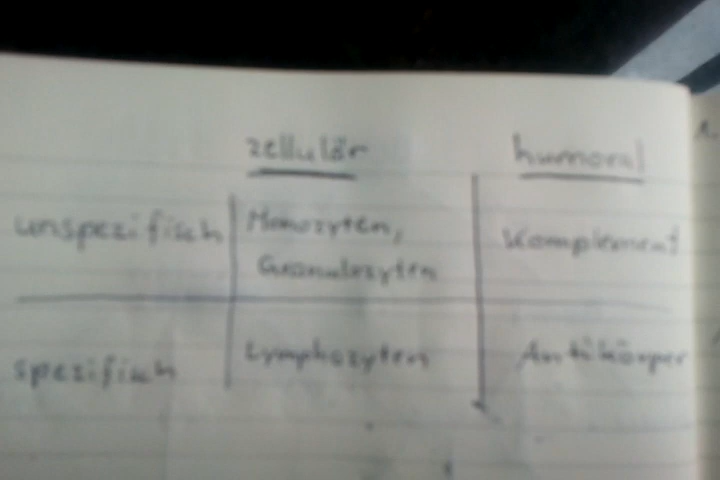 zellulär humoral
unspezifisch Monozyten, Komplement
Granulozyten
spezifisch Lymphozyten Antikörper